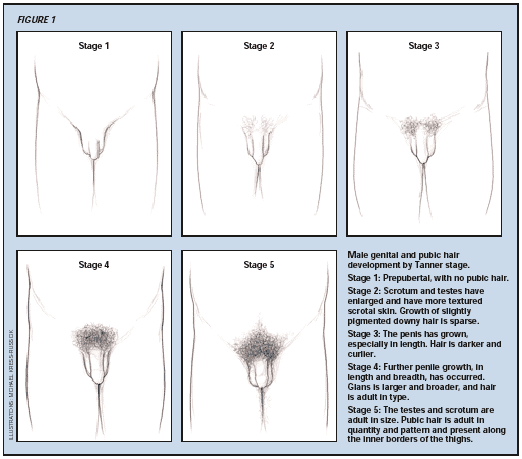 FIGURE 1
Stage 1
Stage 2
Stage 3
Stage 4
Stage 5
Male genital and pubic hair
development by Tanner stage.
Stage 1: Prepubertal, with no pubic hair.
Stage 2: Scrotum and testes have
enlarged and have more textured
scrotal skin. Growth of slightly
pigmented downy hair is sparse.
Stage 3: The penis has grown,
especially in length. Hair is darker and
curlier.
Stage 4: Further penile growth, in
length and breadth, has occurred.
Glans is larger and broader, and hair
is adult in type.
Stage 5: The testes and scrotum are
adult in size. Pubic hair is adult in
quantity and pattern and present along
the inner borders of the thighs.
ILLUSTRATIONS: MICHAEL KRESS-RUSSICK